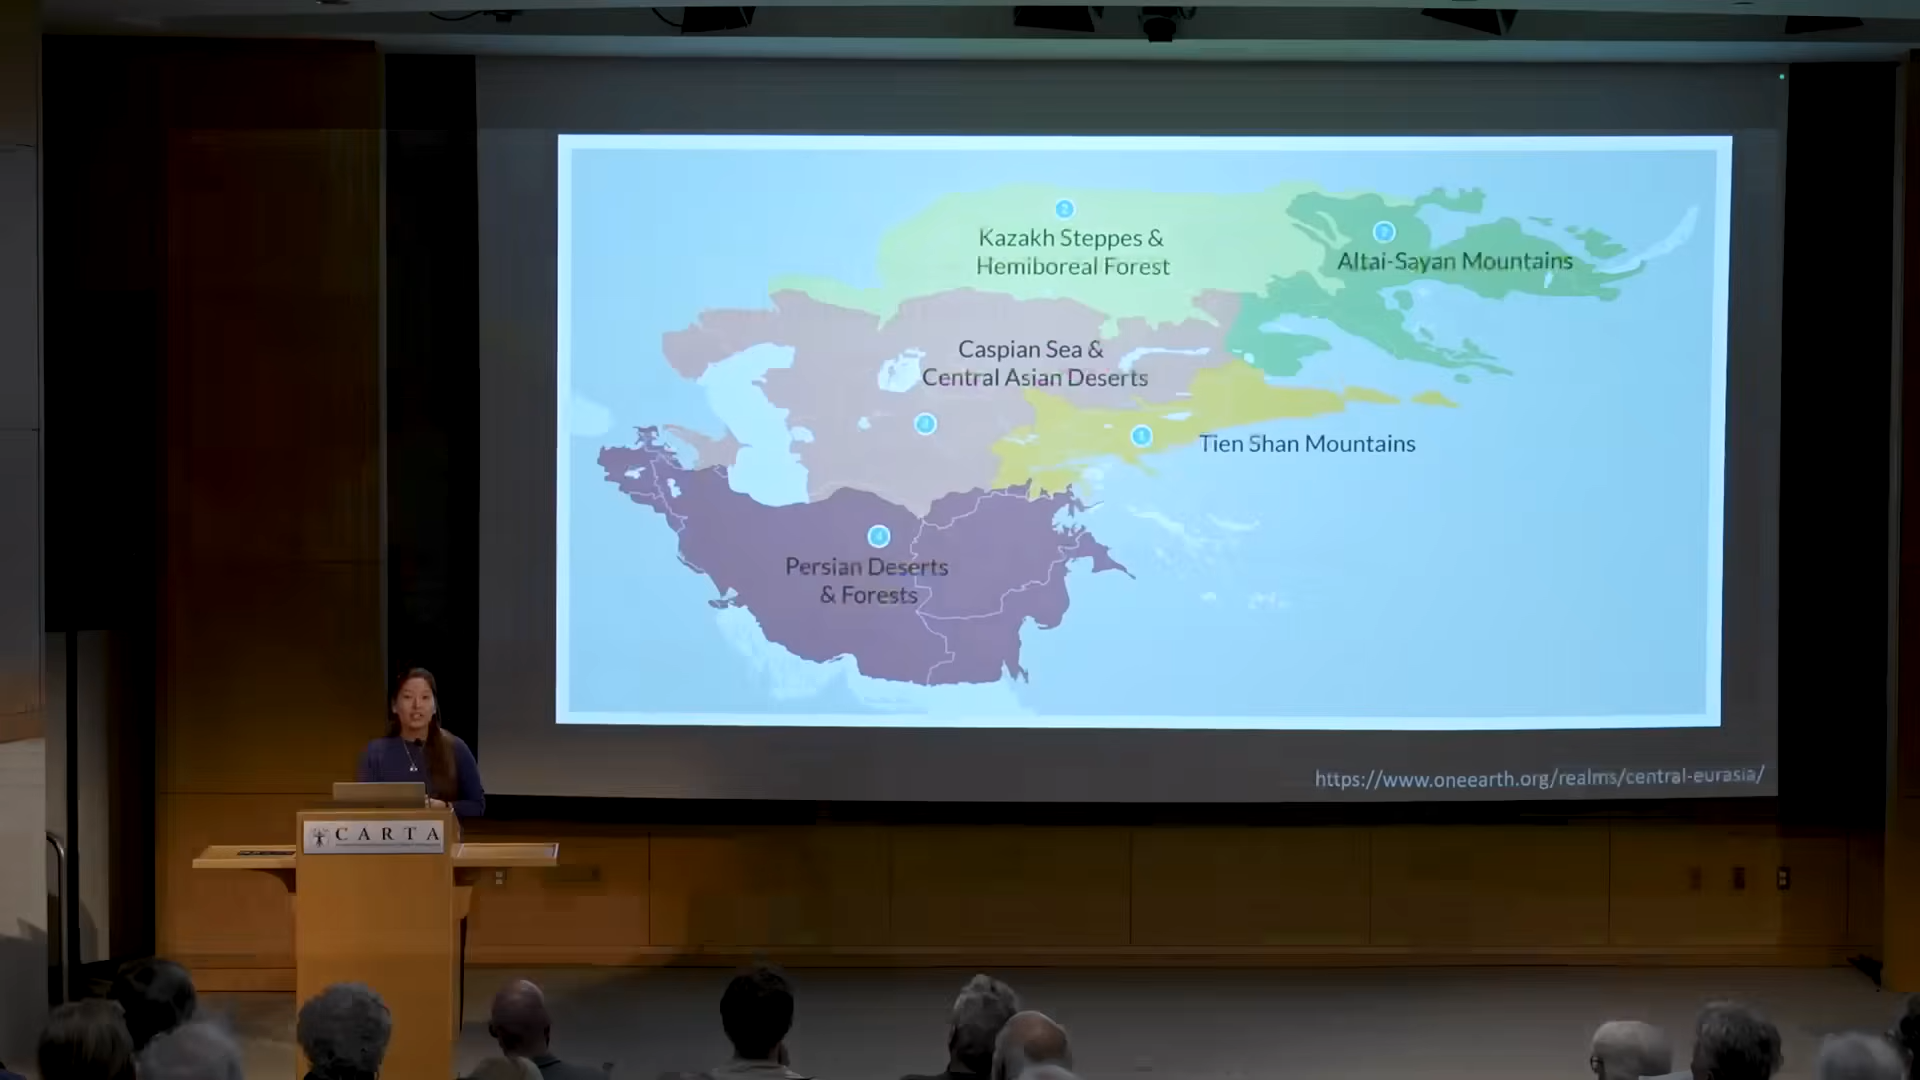 Kazakh Steppes &
Hemiboreal Forest
Altai-Sayan Mountains
Caspian Sea &
Central Asian Deserts
Tien Shan Mountains
Persian Deserts
& Forests
https://www.oneearth.org/realms/central-eurasia/
CARTA